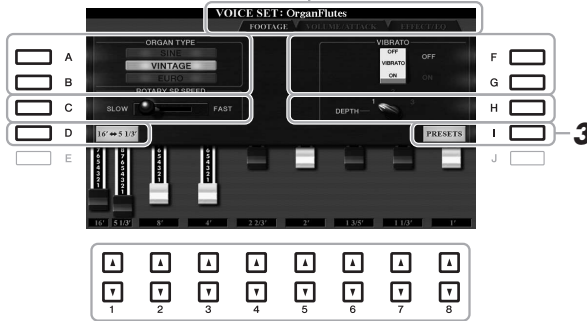 VOICE SET: OrganFlutes
FOOTAGE VOLUME/ATTACK EFFECT/EQ
ORGAN TYPE VIBRATO
A SINE OFF OFF F
VINTAGE VIBRATO
B EURO ON ON G
ROTARY SP SPEED
C SLOW FAST DEPTH 1 3 H
D 16' ⇔ 5 1/3' PRESETS I 3
E J
16' 5 1/3' 8' 4' 2 2/3' 2' 1 3/5' 1 1/3' 1'
1 2 3 4 5 6 7 8